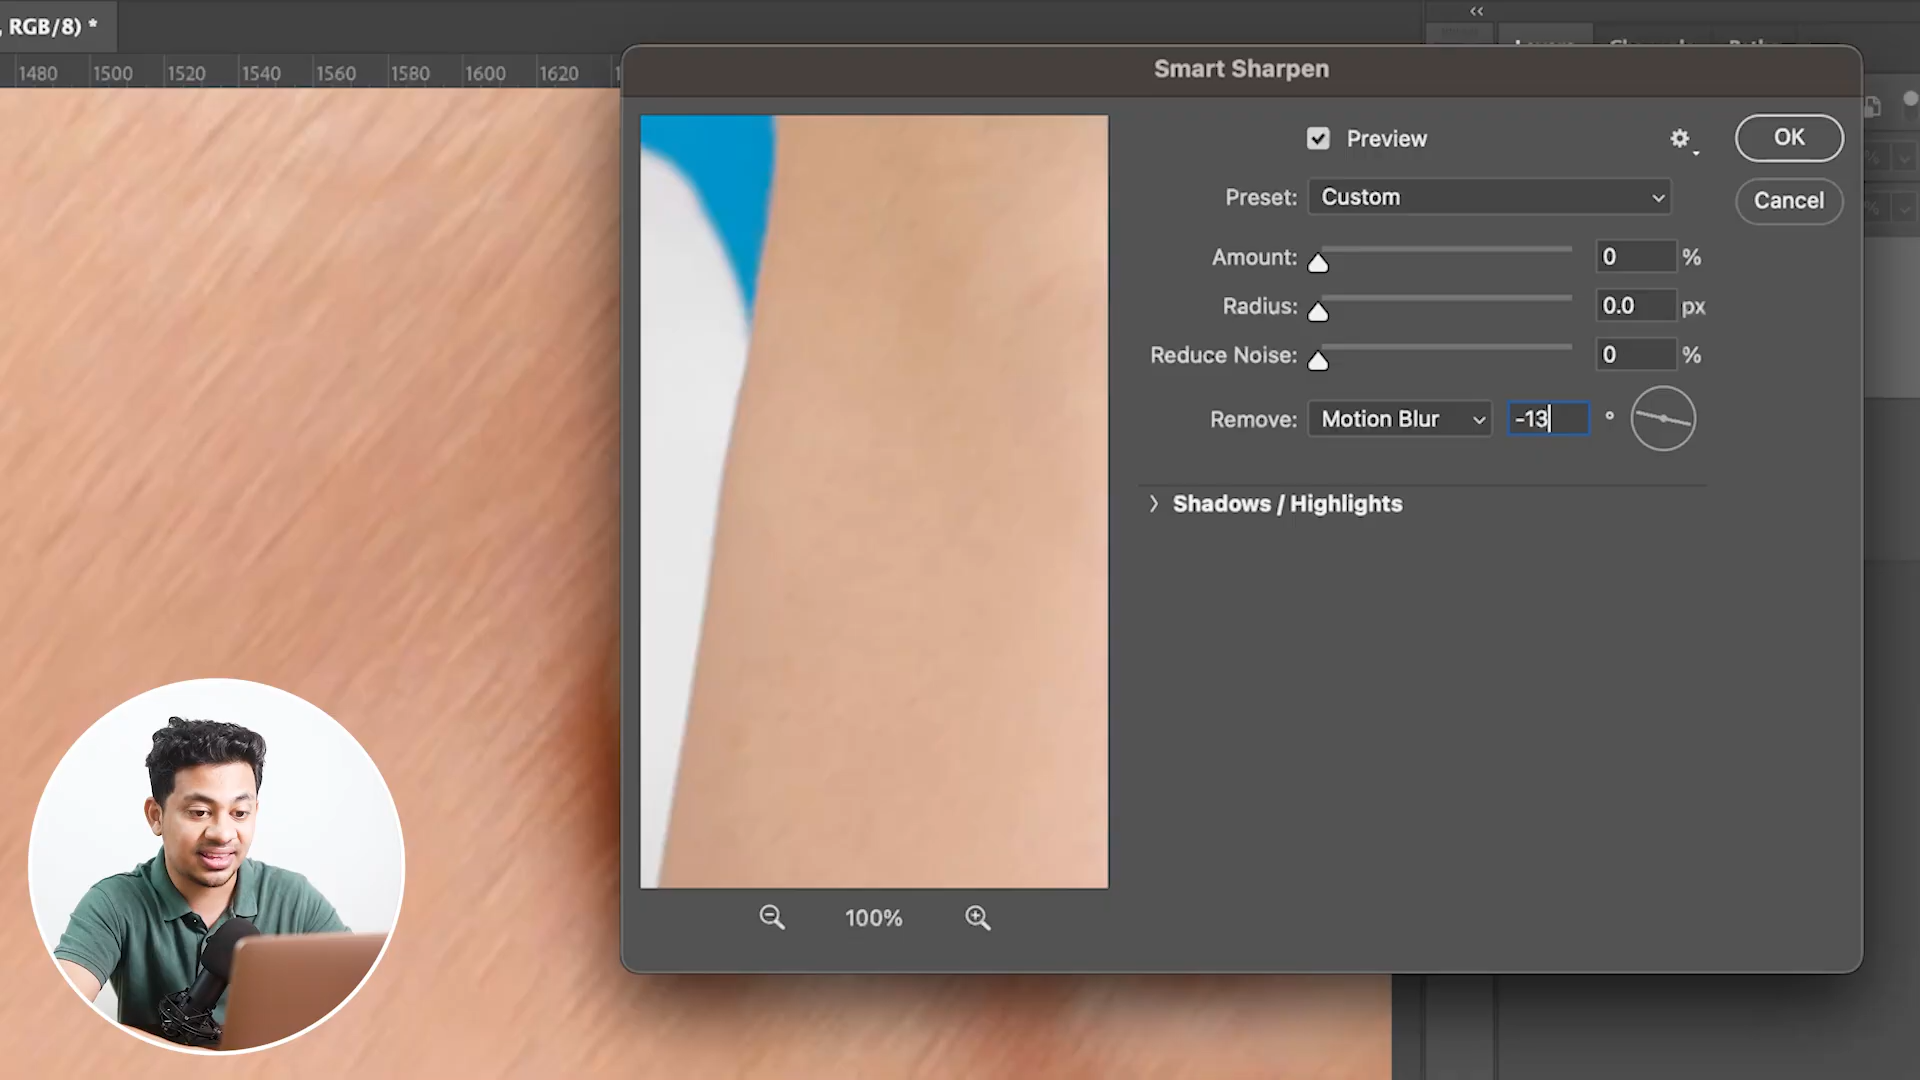 , RGB/8) *
1480 1500 1520 1540 1560 1580 1600 1620
Smart Sharpen
Preview
OK
Preset: Custom
Cancel
Amount: 0 %
Radius: 0.0 px
Reduce Noise: 0 %
Remove: Motion Blur -13 °
Shadows / Highlights
100%